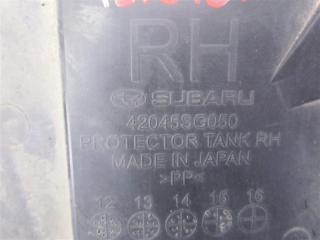 RH
SUBARU
42045SG050
PROTECTOR TANK RH
MADE IN JAPAN
>PP<
12 13 14 15 16